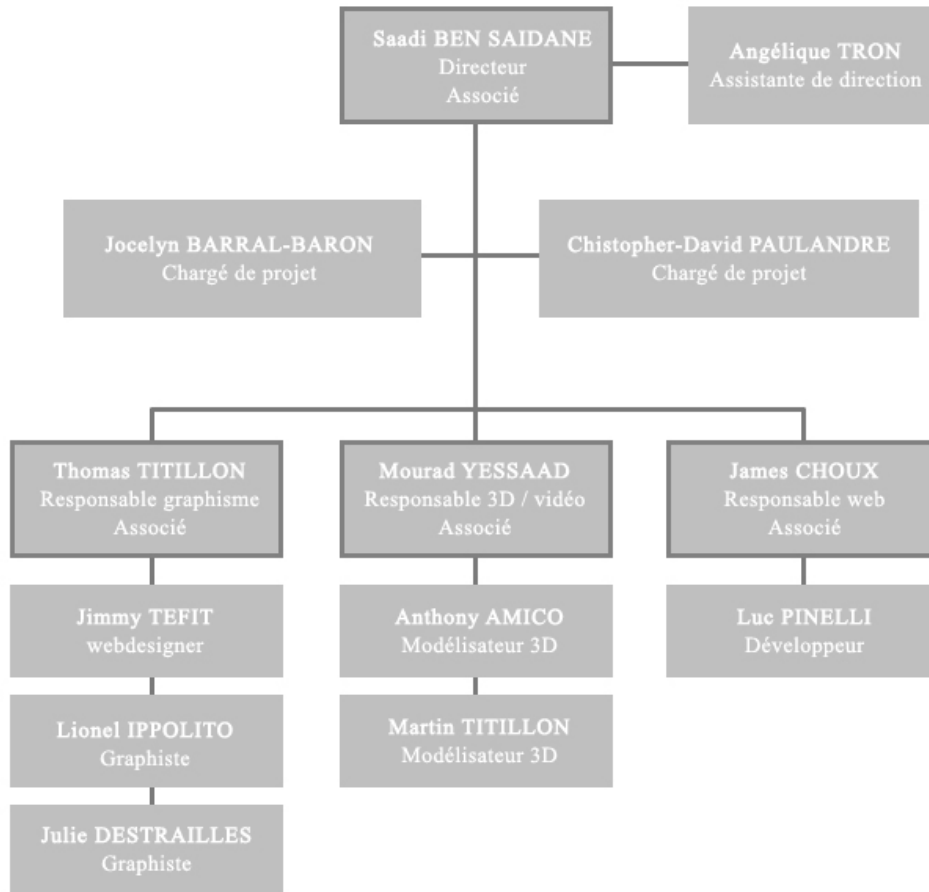 Saadi BEN SAIDANE
Directeur
Associé
Angélique TRON
Assistante de direction
Jocelyn BARRAL-BARON
Chargé de projet
Chistopher-David PAULANDRE
Chargé de projet
Thomas TITILLON
Responsable graphisme
Associé
Mourad YESSAAD
Responsable 3D / vidéo
Associé
James CHOUX
Responsable web
Associé
Jimmy TEFIT
webdesigner
Anthony AMICO
Modélisateur 3D
Luc PINELLI
Développeur
Lionel IPPOLITO
Graphiste
Martin TITILLON
Modélisateur 3D
Julie DESTRAILLES
Graphiste